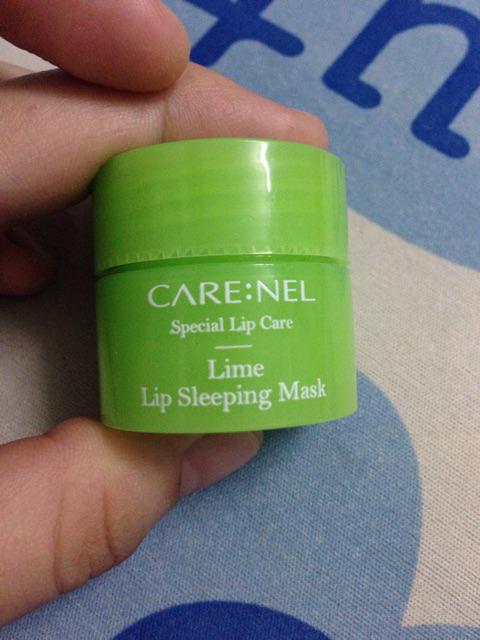 CARE:NEL
Special Lip Care
Lime
Lip Sleeping Mask